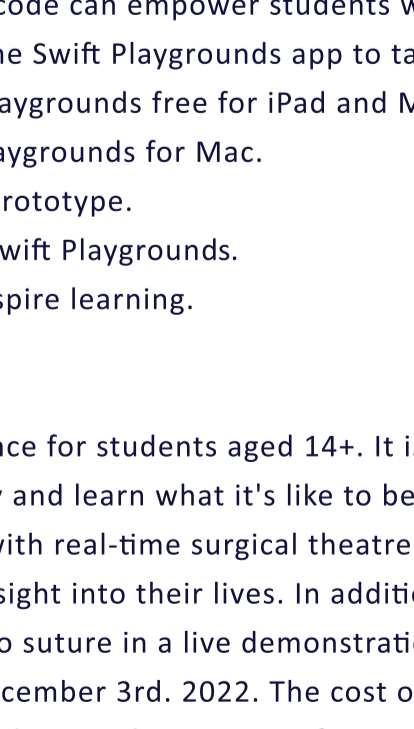 code can empower students w
he Swift Playgrounds app to ta
aygrounds free for iPad and M
aygrounds for Mac.
rototype.
wift Playgrounds.
spire learning.
nce for students aged 14+. It is
and learn what it's like to be
with real-time surgical theatre
sight into their lives. In additio
o suture in a live demonstratio
cember 3rd. 2022. The cost o